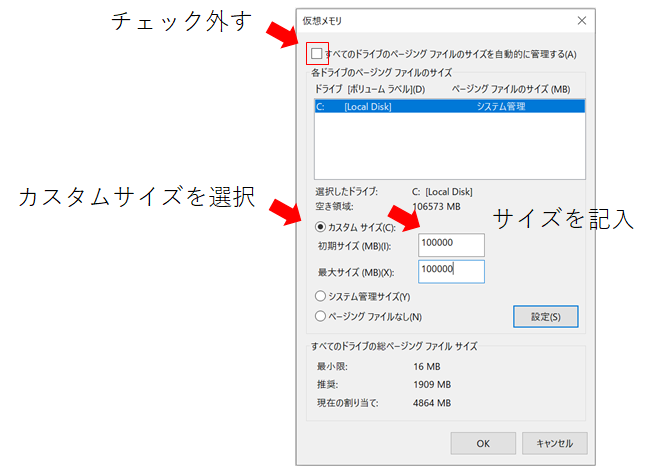 チェック外す
仮想メモリ
すべてのドライブのページング ファイルのサイズを自動的に管理する(A)
各ドライブのページング ファイルのサイズ
ドライブ [ボリューム ラベル](D) ページング ファイルのサイズ (MB)
C: [Local Disk] システム管理
カスタムサイズを選択
選択したドライブ: C: [Local Disk]
空き領域: 106573 MB
サイズを記入
カスタム サイズ(C):
初期サイズ (MB)(I): 100000
最大サイズ (MB)(X): 100000
システム管理サイズ(Y)
ページング ファイルなし(N) 設定(S)
すべてのドライブの総ページング ファイル サイズ
最小限: 16 MB
推奨: 1909 MB
現在の割り当て: 4864 MB
OK キャンセル